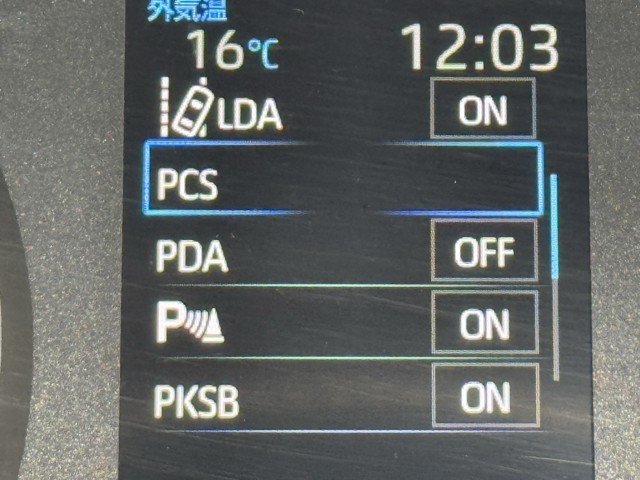 外気温
16℃ 12:03
LDA ON
PCS
PDA OFF
P ON
PKSB ON